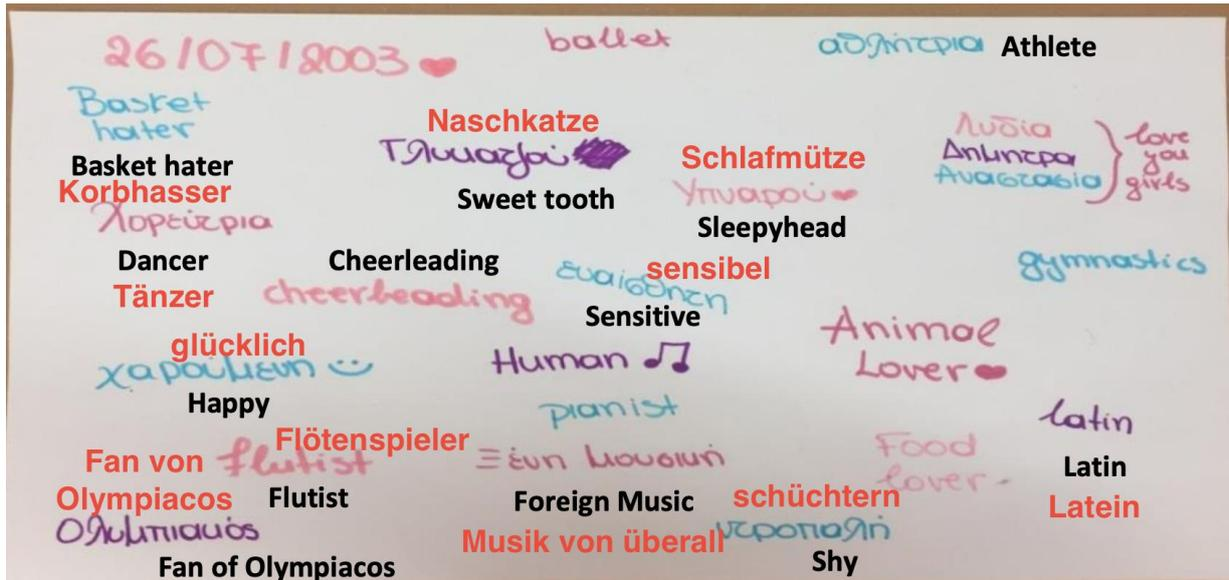 26/07/2003
ballet
αθλήτρια Athlete
Basket
hater
Basket hater
Korbhasser
Naschkatze
Γλυκατζού
Sweet tooth
Schlafmütze
Υπναρού
Sleepyhead
Λυδία
Δήμητρα
Αναστασία
love
you
girls
Χορεύτρια
Dancer
Tänzer
Cheerleading
cheerleading
sensibel
ευαίσθητη
Sensitive
gymnastics
Animal
Lover
glücklich
χαρούμενη
Happy
Human
pianist
latin
Latin
Latein
Flötenspieler
flutist
Flutist
Fan von
Olympiacos
Ολυμπιακός
Fan of Olympiacos
Ξένη μουσική
Foreign Music
Musik von überall
Food
lover
schüchtern
ντροπαλή
Shy